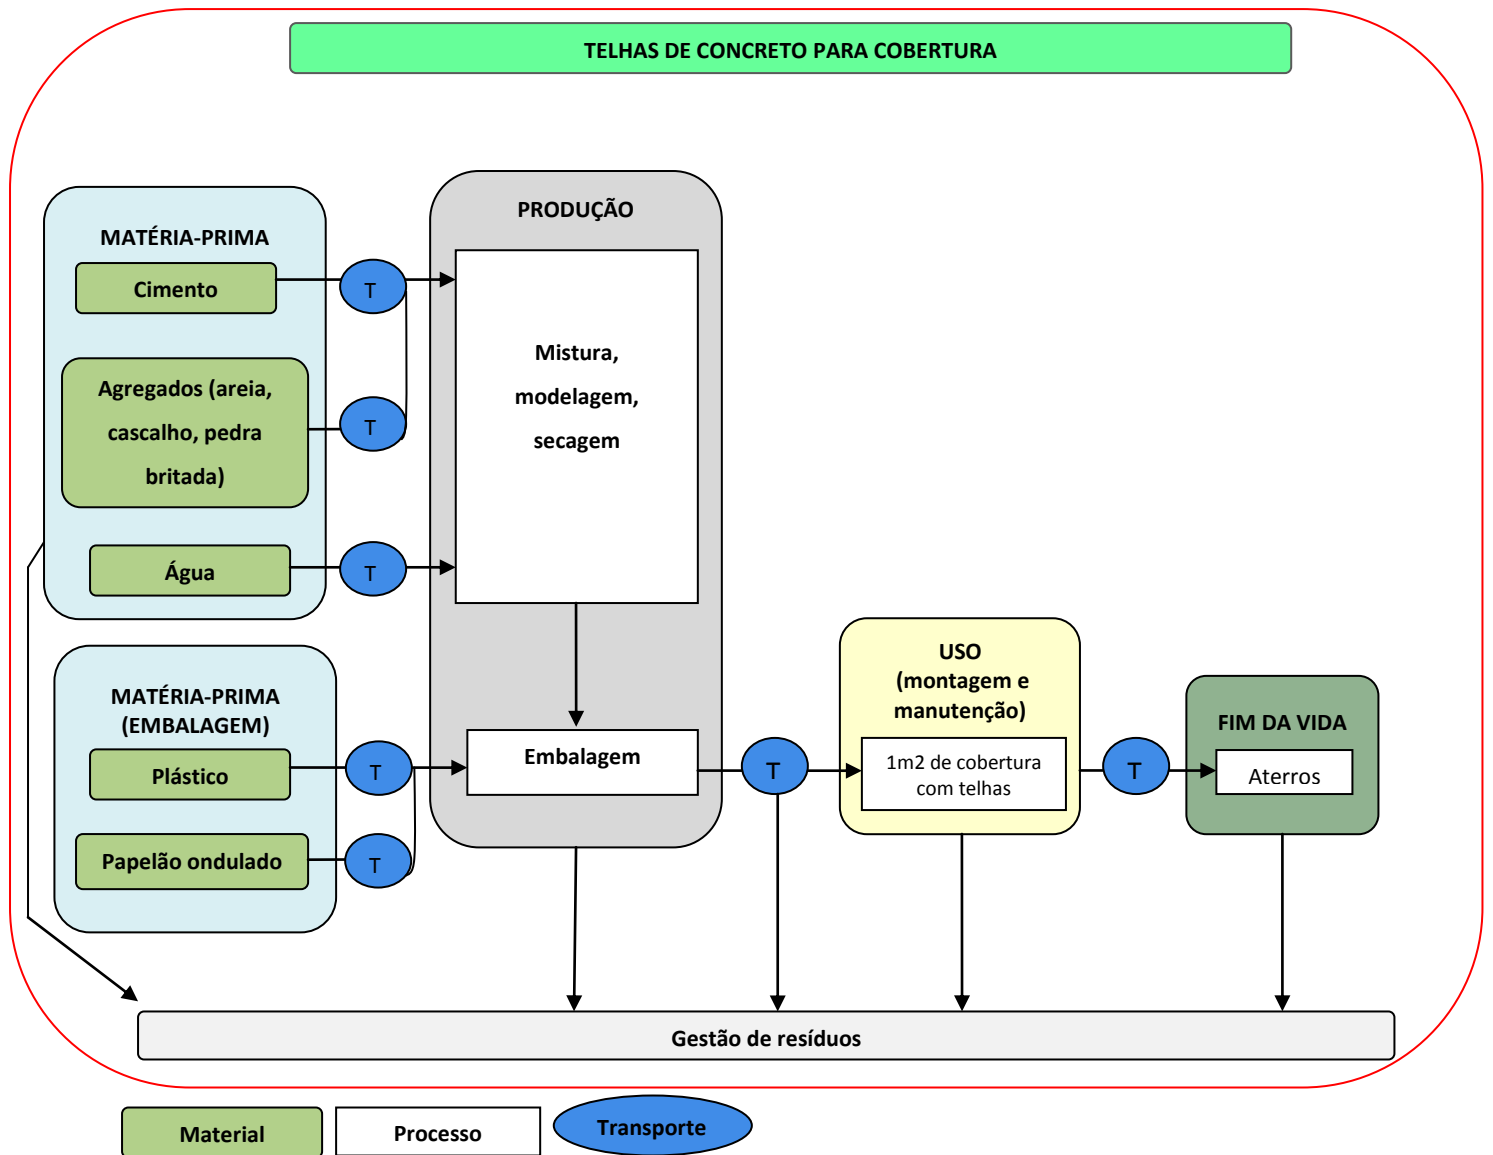 TELHAS DE CONCRETO PARA COBERTURA
MATÉRIA-PRIMA
Cimento
Agregados (areia,
cascalho, pedra
britada)
Água
T
T
T
PRODUÇÃO
Mistura,
modelagem,
secagem
MATÉRIA-PRIMA
(EMBALAGEM)
Plástico
Papelão ondulado
T
T
Embalagem
T
USO
(montagem e
manutenção)
1m2 de cobertura
com telhas
T
FIM DA VIDA
Aterros
Gestão de resíduos
Material
Processo
Transporte